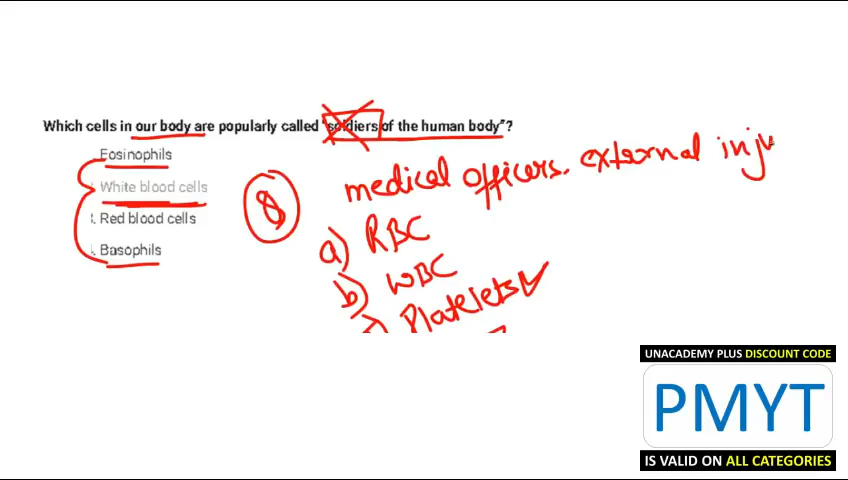 Which cells in our body are popularly called "soldiers of the human body"?
Eosinophils
White blood cells
Red blood cells
Basophils
medical officers. external inju
a) RBC
b) WBC
Platelets
UNACADEMY PLUS DISCOUNT CODE
PMYT
IS VALID ON ALL CATEGORIES